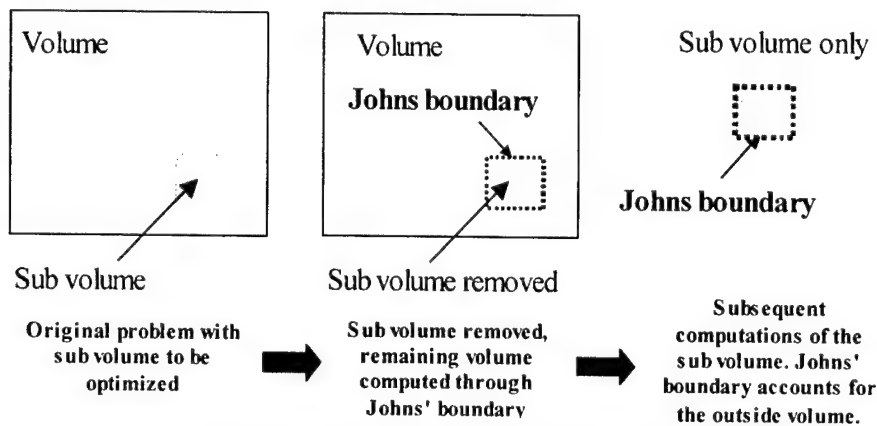 Volume
Sub volume
Volume
Johns boundary
Sub volume removed
Sub volume only
Johns boundary
Original problem with
sub volume to be
optimized
Sub volume removed,
remaining volume
computed through
Johns' boundary
Subsequent
computations of the
sub volume. Johns'
boundary accounts for
the outside volume.